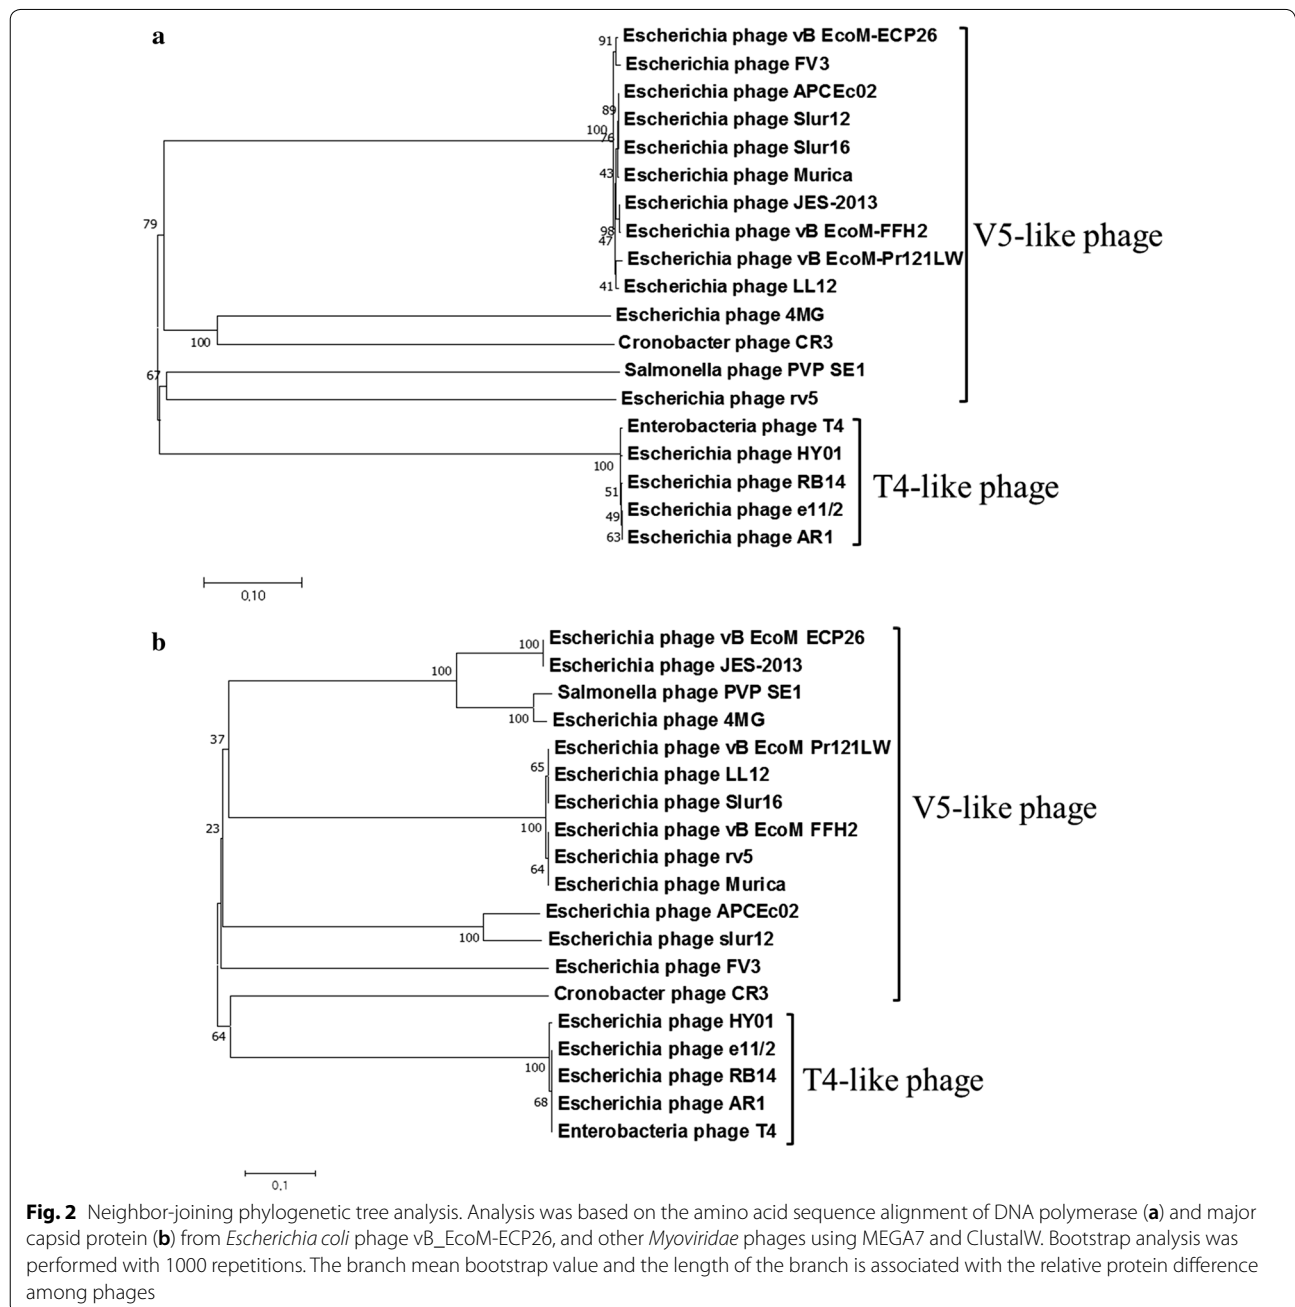 a
91
Escherichia phage vB EcoM-ECP26
Escherichia phage FV3
Escherichia phage APCEc02
89
Escherichia phage Slur12
100
76
Escherichia phage Slur16
43
Escherichia phage Murica
Escherichia phage JES-2013
98
Escherichia phage vB EcoM-FFH2
47
Escherichia phage vB EcoM-Pr121LW
41
Escherichia phage LL12
V5-like phage
79
Escherichia phage 4MG
100
Cronobacter phage CR3
67
Salmonella phage PVP SE1
Escherichia phage rv5
Enterobacteria phage T4
Escherichia phage HY01
100
Escherichia phage RB14
51
Escherichia phage e11/2
49
63
Escherichia phage AR1
T4-like phage
0.10
b
100
Escherichia phage vB EcoM ECP26
Escherichia phage JES-2013
100
Salmonella phage PVP SE1
100
Escherichia phage 4MG
37
Escherichia phage vB EcoM Pr121LW
65
Escherichia phage LL12
Escherichia phage Slur16
23
100
Escherichia phage vB EcoM FFH2
Escherichia phage rv5
64
Escherichia phage Murica
V5-like phage
Escherichia phage APCEc02
100
Escherichia phage slur12
Escherichia phage FV3
Cronobacter phage CR3
64
Escherichia phage HY01
Escherichia phage e11/2
100
Escherichia phage RB14
68
Escherichia phage AR1
Enterobacteria phage T4
T4-like phage
0.1
Fig. 2 Neighbor-joining phylogenetic tree analysis. Analysis was based on the amino acid sequence alignment of DNA polymerase (a) and major
capsid protein (b) from Escherichia coli phage vB_EcoM-ECP26, and other Myoviridae phages using MEGA7 and ClustalW. Bootstrap analysis was
performed with 1000 repetitions. The branch mean bootstrap value and the length of the branch is associated with the relative protein difference
among phages